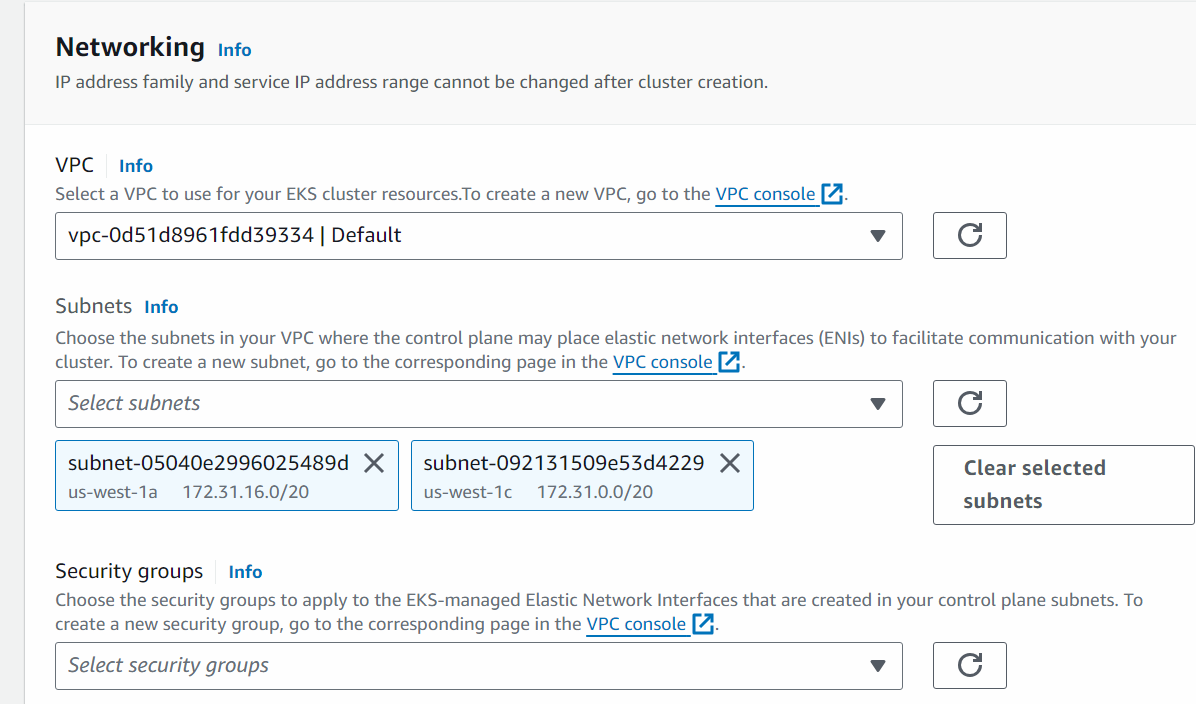 Networking Info
IP address family and service IP address range cannot be changed after cluster creation.
VPC Info
Select a VPC to use for your EKS cluster resources.To create a new VPC, go to the VPC console.
vpc-0d51d8961fdd39334 | Default
Subnets Info
Choose the subnets in your VPC where the control plane may place elastic network interfaces (ENIs) to facilitate communication with your
cluster. To create a new subnet, go to the corresponding page in the VPC console.
Select subnets
subnet-05040e2996025489d
us-west-1a 172.31.16.0/20
subnet-092131509e53d4229
us-west-1c 172.31.0.0/20
Clear selected
subnets
Security groups Info
Choose the security groups to apply to the EKS-managed Elastic Network Interfaces that are created in your control plane subnets. To
create a new security group, go to the corresponding page in the VPC console.
Select security groups